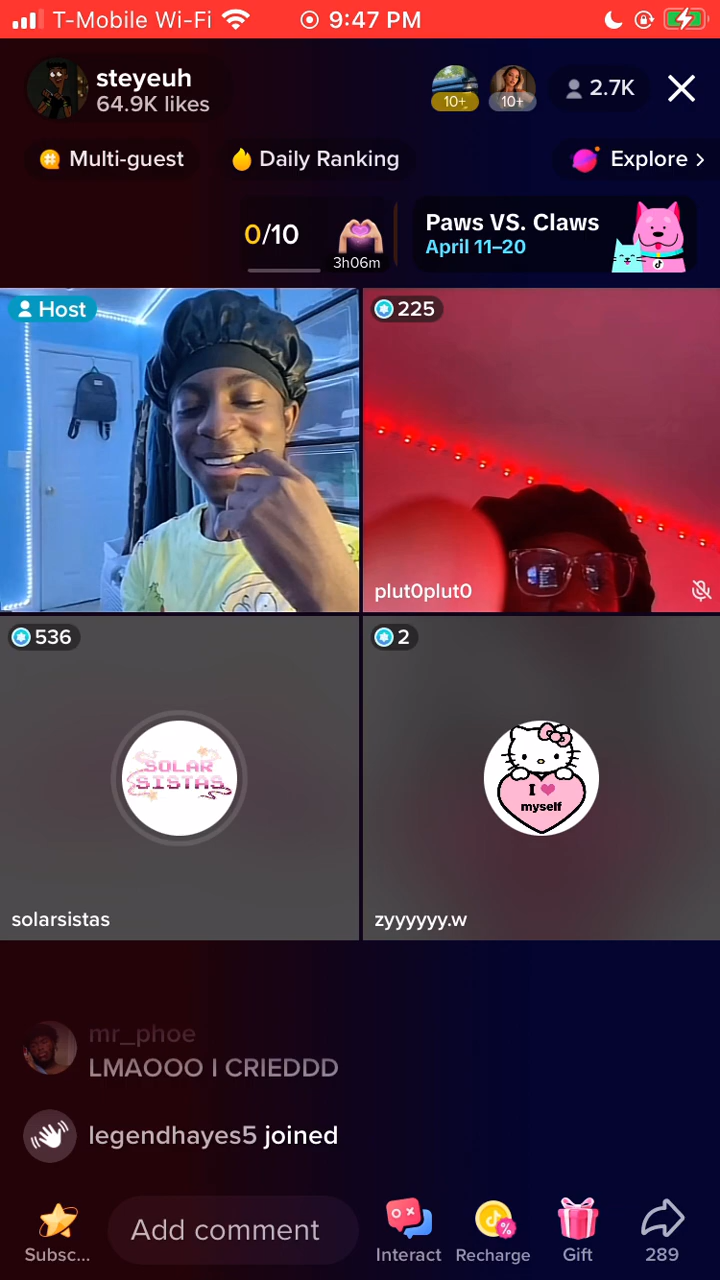 T-Mobile Wi-Fi 9:47 PM
steyeuh
64.9K likes
10+ 10+ 2.7K
Multi-guest Daily Ranking Explore
0/10
3h06m
Paws VS. Claws
April 11–20
Host
225
plut0plut0
536
2
SOLAR
SISTAS
I
myself
solarsistas
zyyyyyy.w
mr_phoe
LMAOOO I CRIEDDD
legendhayes5 joined
Add comment
Subsc... Interact Recharge Gift 289